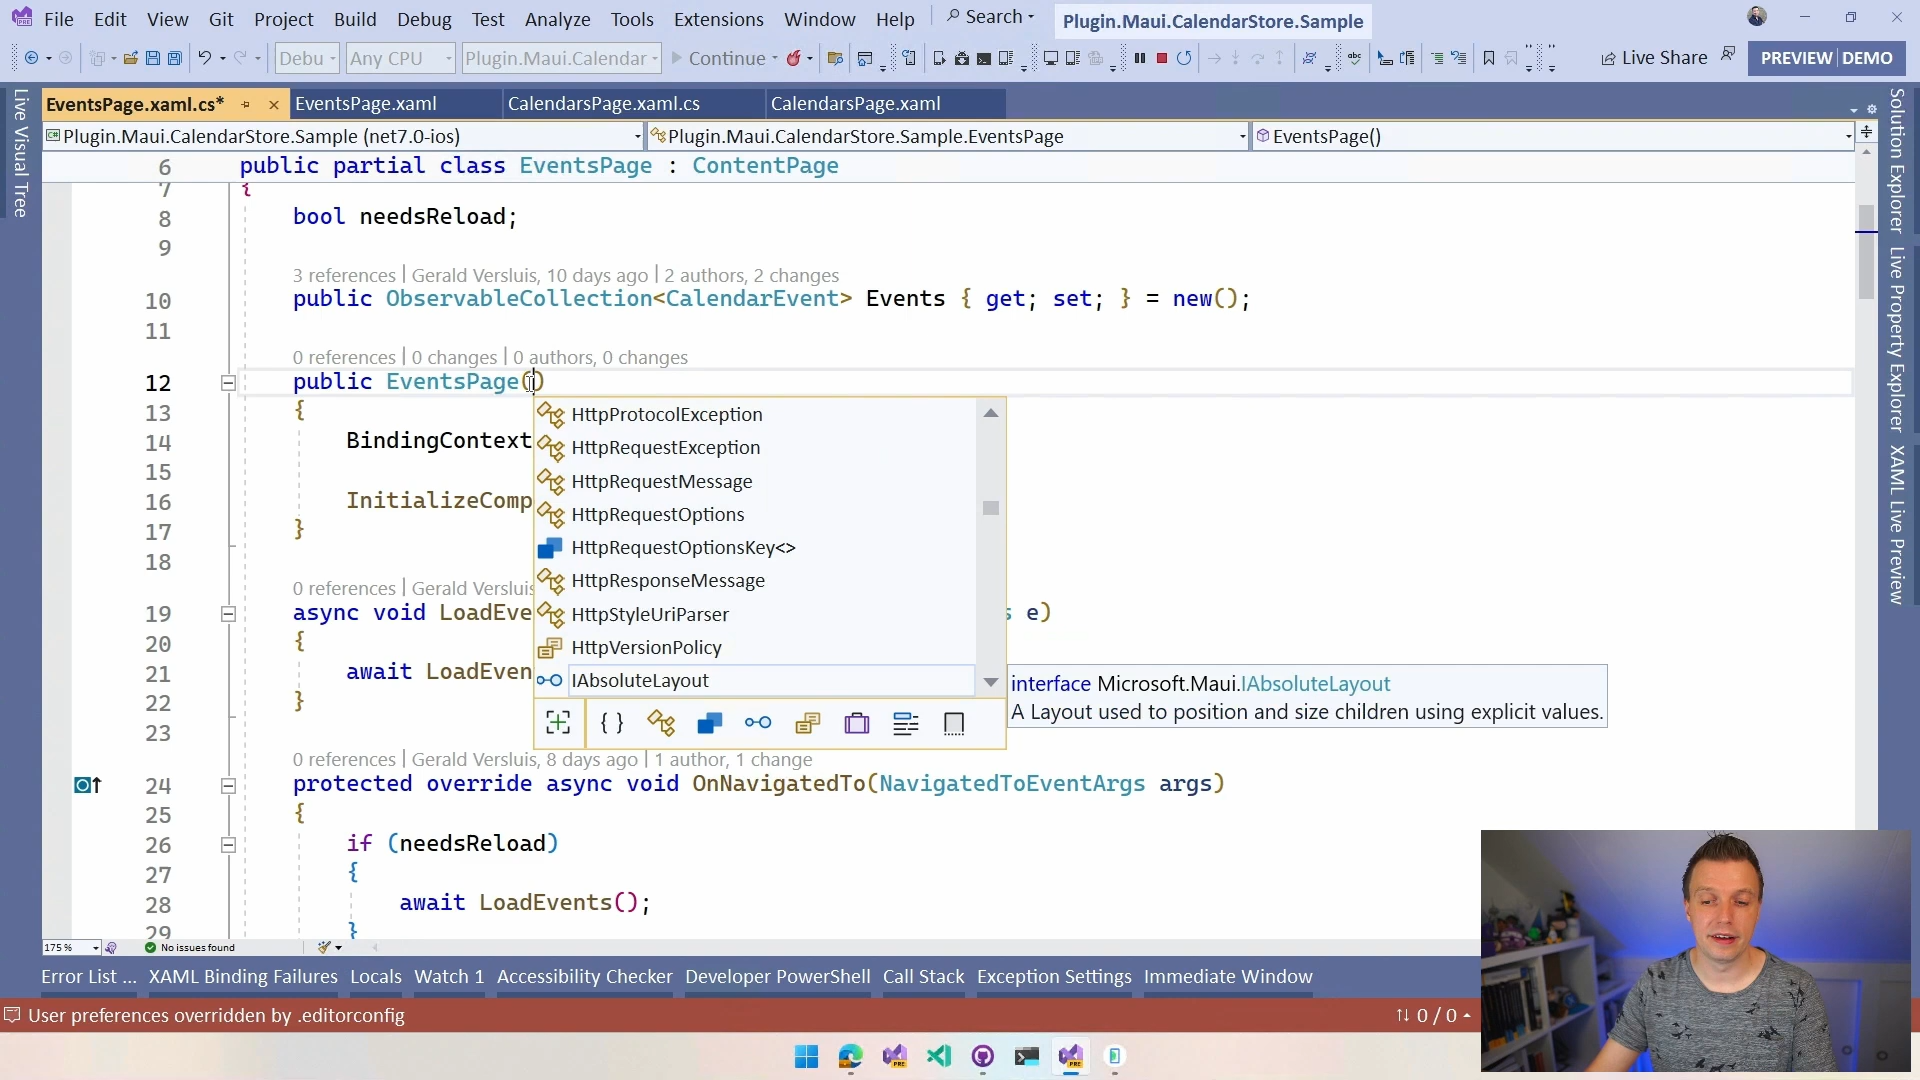 File Edit View Git Project Build Debug Test Analyze Tools Extensions Window Help Search Plugin.Maui.CalendarStore.Sample
Debu Any CPU Plugin.Maui.Calendar Continue Live Share PREVIEW DEMO
EventsPage.xaml.cs* EventsPage.xaml CalendarsPage.xaml.cs CalendarsPage.xaml
Plugin.Maui.CalendarStore.Sample (net7.0-ios) Plugin.Maui.CalendarStore.Sample.EventsPage EventsPage()
Live Visual Tree
Solution Explorer
Live Property Explorer
XAML Live Preview
6 public partial class EventsPage : ContentPage
7 {
8 bool needsReload;
9
3 references | Gerald Versluis, 10 days ago | 2 authors, 2 changes
10 public ObservableCollection<CalendarEvent> Events { get; set; } = new();
11
0 references | 0 changes | 0 authors, 0 changes
12 public EventsPage()
13 {
HttpProtocolException
14 BindingContext
HttpRequestException
15
HttpRequestMessage
16 InitializeComp
HttpRequestOptions
17 }
HttpRequestOptionsKey<>
18
HttpResponseMessage
0 references | Gerald Versluis
19 async void LoadEve e)
HttpStyleUriParser
20 {
HttpVersionPolicy
21 await LoadEven
IAbsoluteLayout
interface Microsoft.Maui.IAbsoluteLayout
A Layout used to position and size children using explicit values.
22 }
23
0 references | Gerald Versluis, 8 days ago | 1 author, 1 change
24 protected override async void OnNavigatedTo(NavigatedToEventArgs args)
25 {
26 if (needsReload)
27 {
28 await LoadEvents();
29 }
175 % No issues found
Error List ... XAML Binding Failures Locals Watch 1 Accessibility Checker Developer PowerShell Call Stack Exception Settings Immediate Window
User preferences overridden by .editorconfig 0 / 0